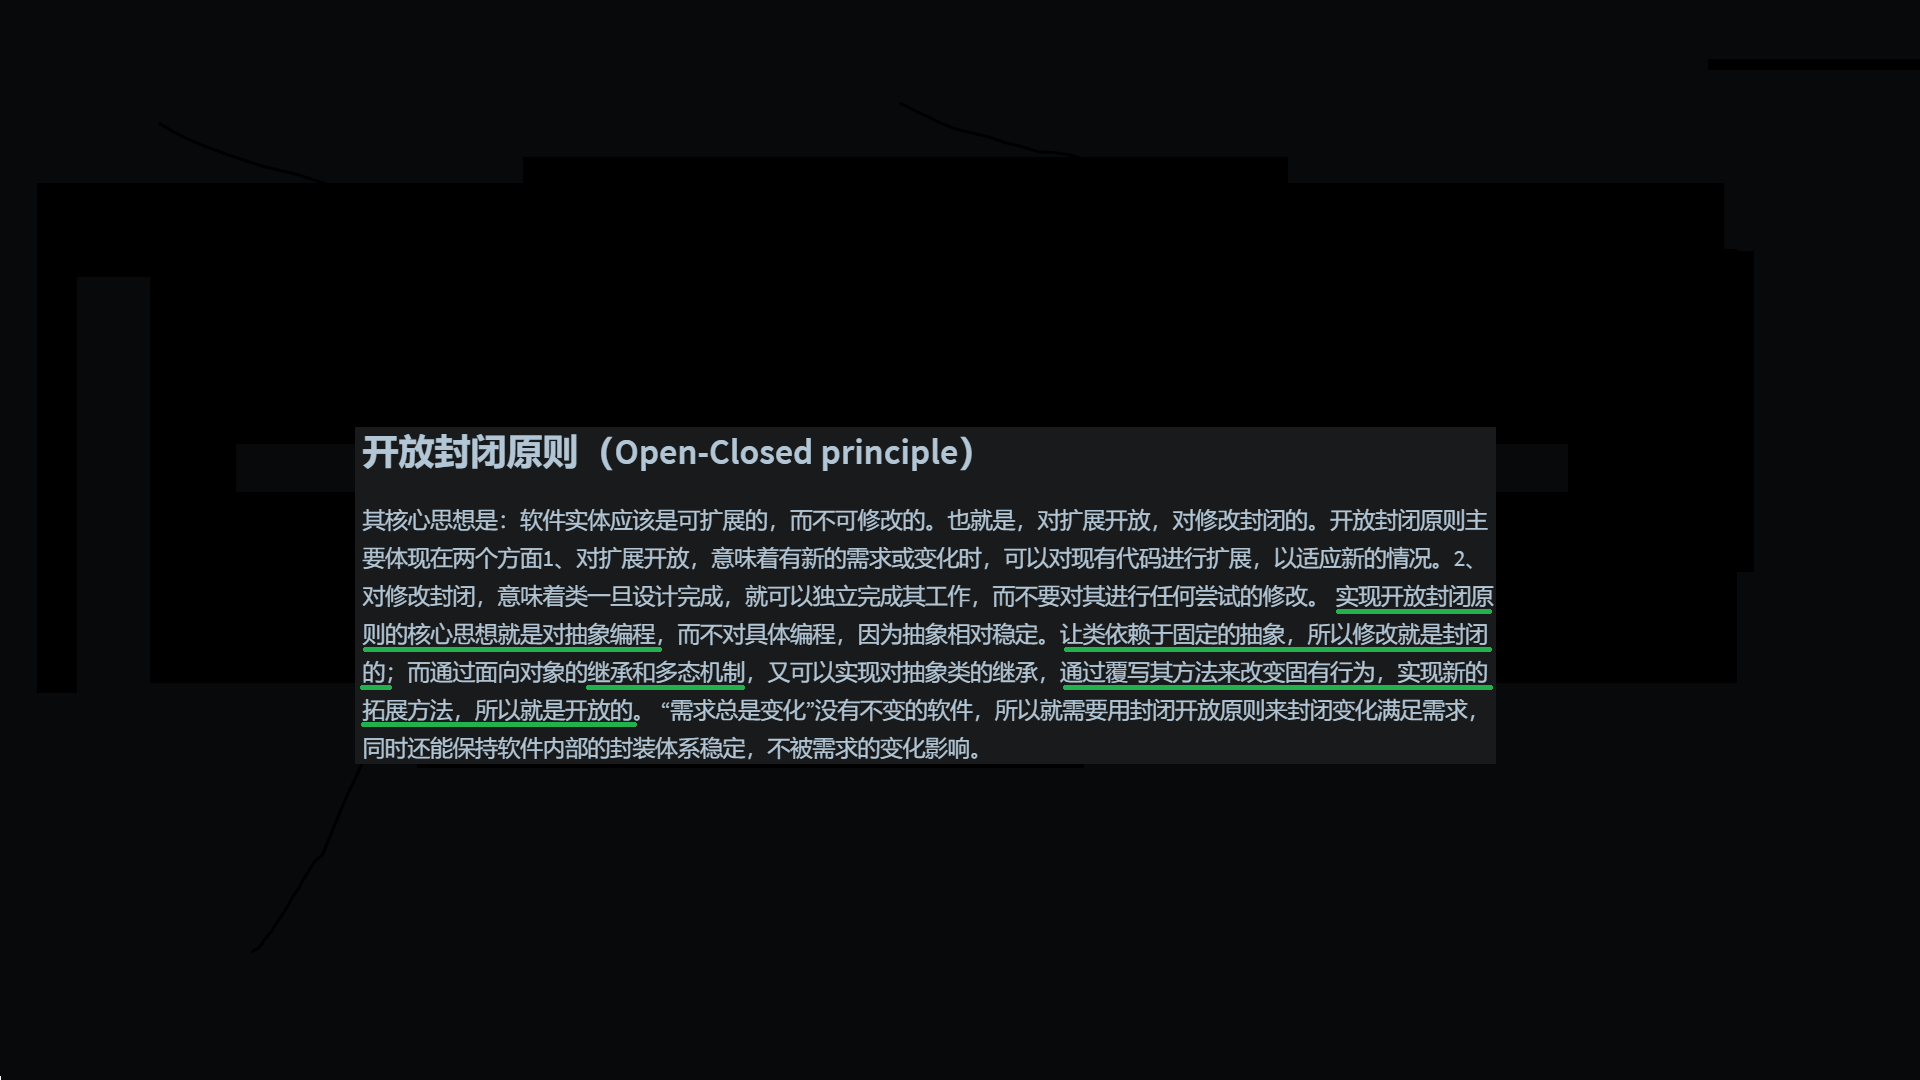 开放封闭原则（Open-Closed principle）
其核心思想是：软件实体应该是可扩展的，而不可修改的。也就是，对扩展开放，对修改封闭的。开放封闭原则主
要体现在两个方面1、对扩展开放，意味着有新的需求或变化时，可以对现有代码进行扩展，以适应新的情况。2、
对修改封闭，意味着类一旦设计完成，就可以独立完成其工作，而不要对其进行任何尝试的修改。 实现开放封闭原
则的核心思想就是对抽象编程，而不对具体编程，因为抽象相对稳定。让类依赖于固定的抽象，所以修改就是封闭
的；而通过面向对象的继承和多态机制，又可以实现对抽象类的继承，通过覆写其方法来改变固有行为，实现新的
拓展方法，所以就是开放的。 “需求总是变化”没有不变的软件，所以就需要用封闭开放原则来封闭变化满足需求，
同时还能保持软件内部的封装体系稳定，不被需求的变化影响。